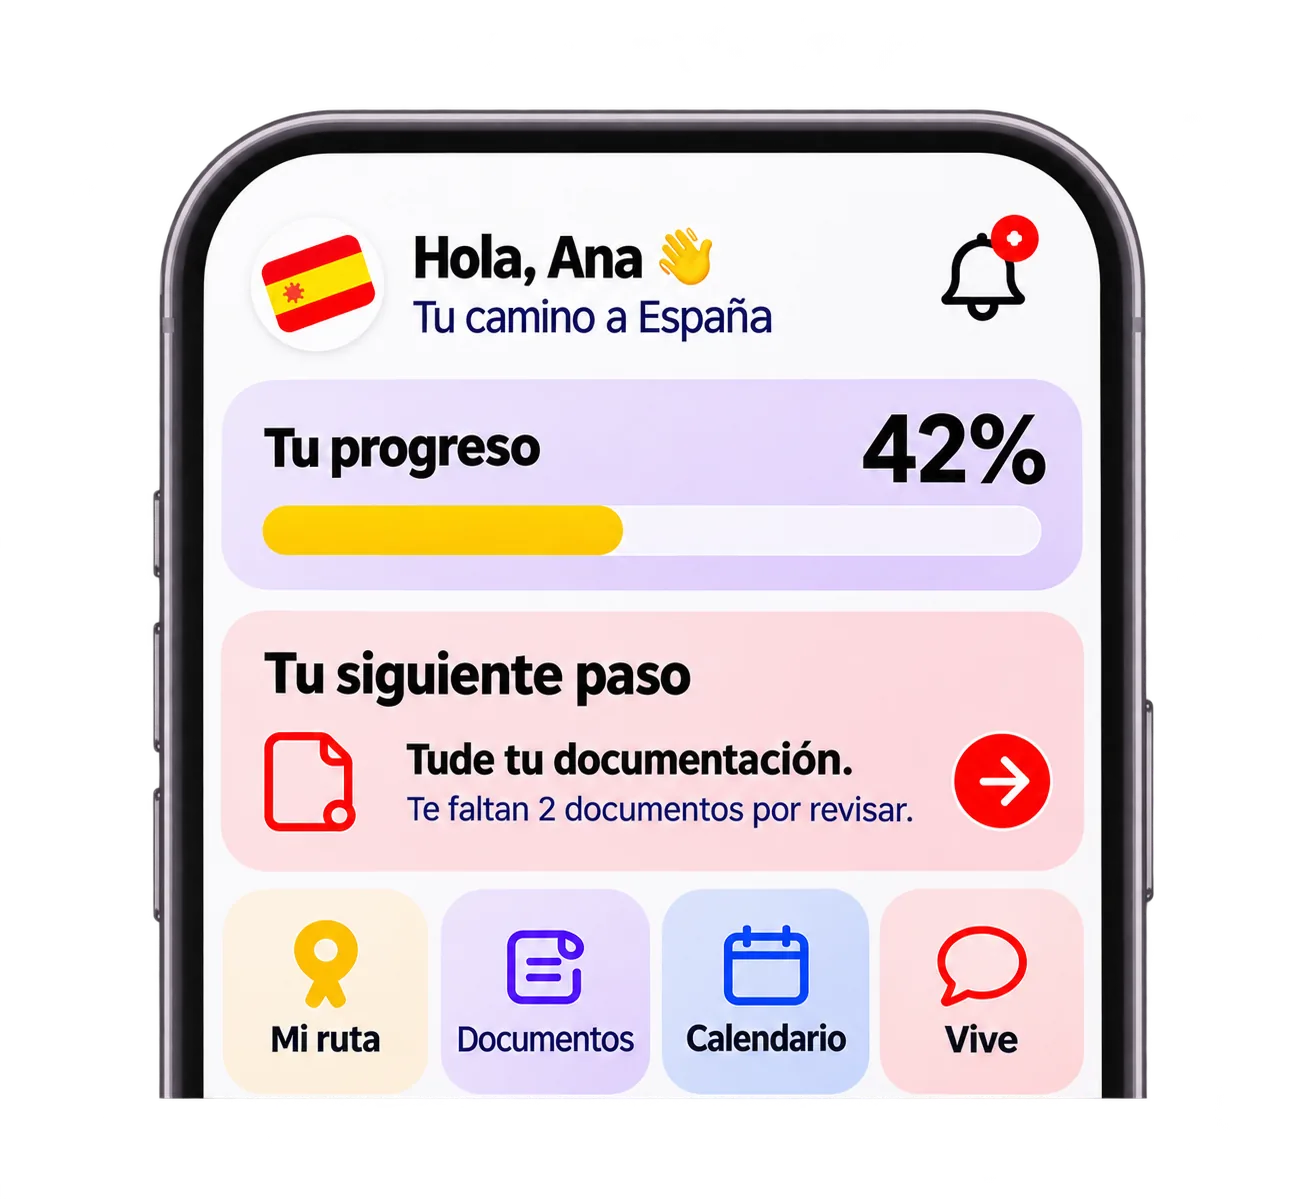 Hola, Ana 👋
Tu camino a España
Tu progreso
42%
Tu siguiente paso
Tude tu documentación.
Te faltan 2 documentos por revisar.
Mi ruta
Documentos
Calendario
Vive